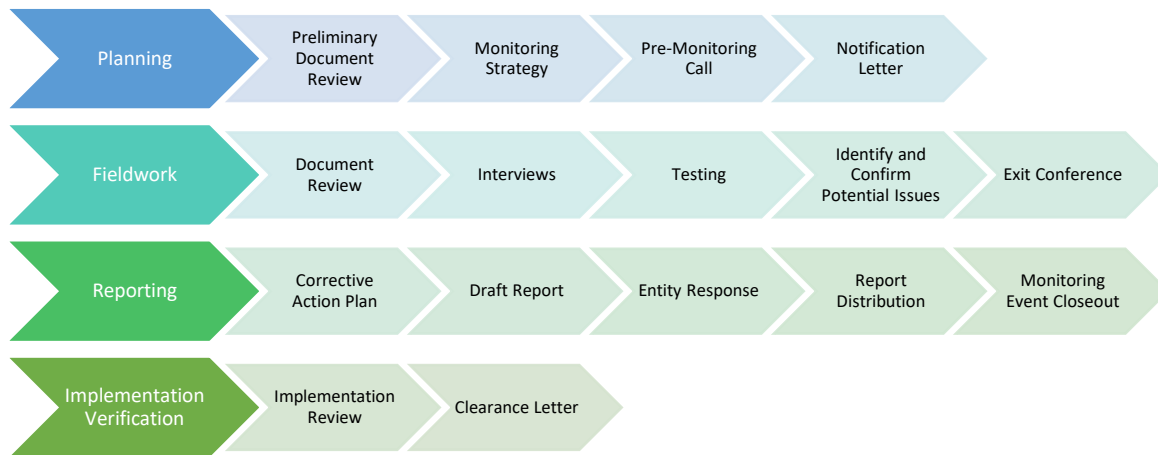 Planning
Preliminary
Document
Review
Monitoring
Strategy
Pre-Monitoring
Call
Notification
Letter
Fieldwork
Document
Review
Interviews
Testing
Identify and
Confirm
Potential Issues
Exit Conference
Reporting
Corrective
Action Plan
Draft Report
Entity Response
Report
Distribution
Monitoring
Event Closeout
Implementation
Verification
Implementation
Review
Clearance Letter